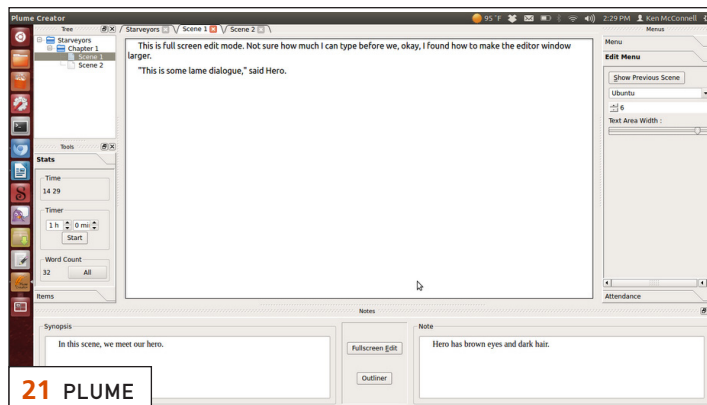 Plume Creator
95 °F
2:29 PM
Ken McConnell
Tree
Starveyors
Chapter 1
Scene 1
Scene 2
Starveyors
Scene 1
Scene 2
This is full screen edit mode. Not sure how much I can type before we, okay, I found how to make the editor window
larger.
"This is some lame dialogue," said Hero.
Menus
Menu
Edit Menu
Show Previous Scene
Ubuntu
6
Text Area Width :
Attendance
Tools
Stats
Time
14 29
Timer
1 h
0 mi
Start
Word Count
32
All
Items
Notes
Synopsis
In this scene, we meet our hero.
Fullscreen Edit
Outliner
Note
Hero has brown eyes and dark hair.
21 PLUME